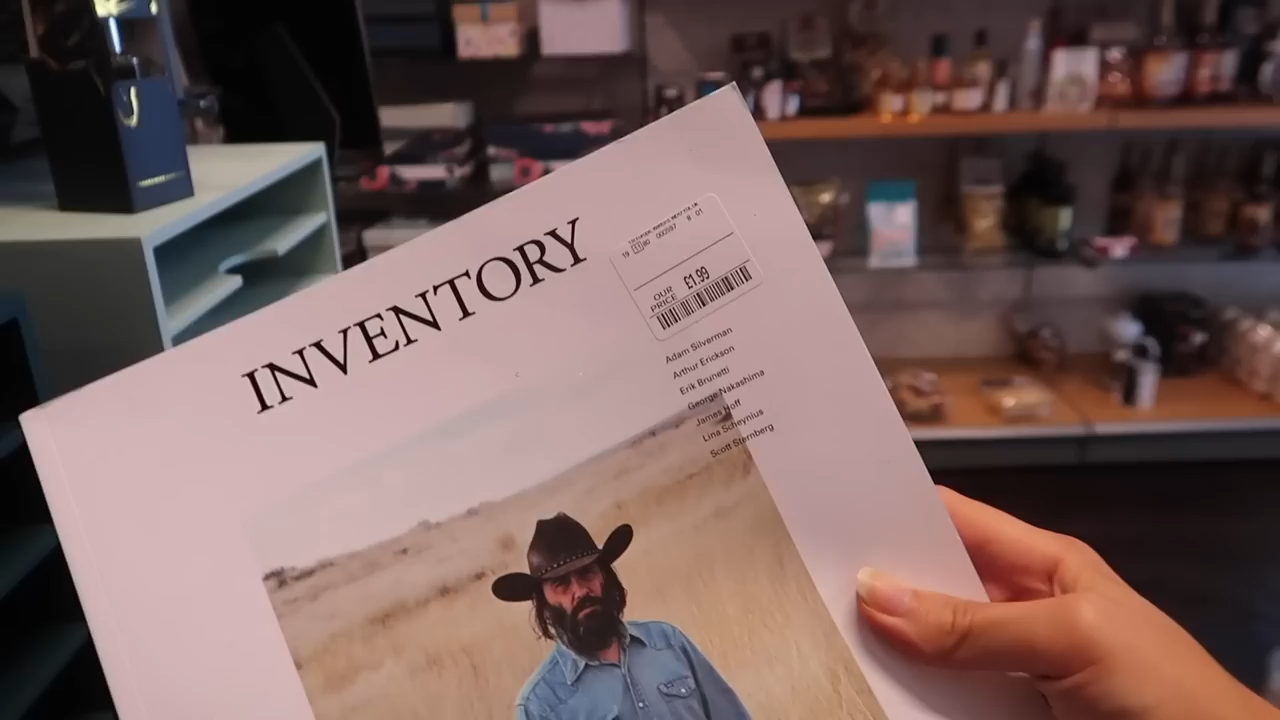 INVENTORY
OUR
PRICE £1.99
Adam Silverman
Arthur Erickson
Erik Brunetti
George Nakashima
James Hoff
Lina Scheynius
Scott Sternberg